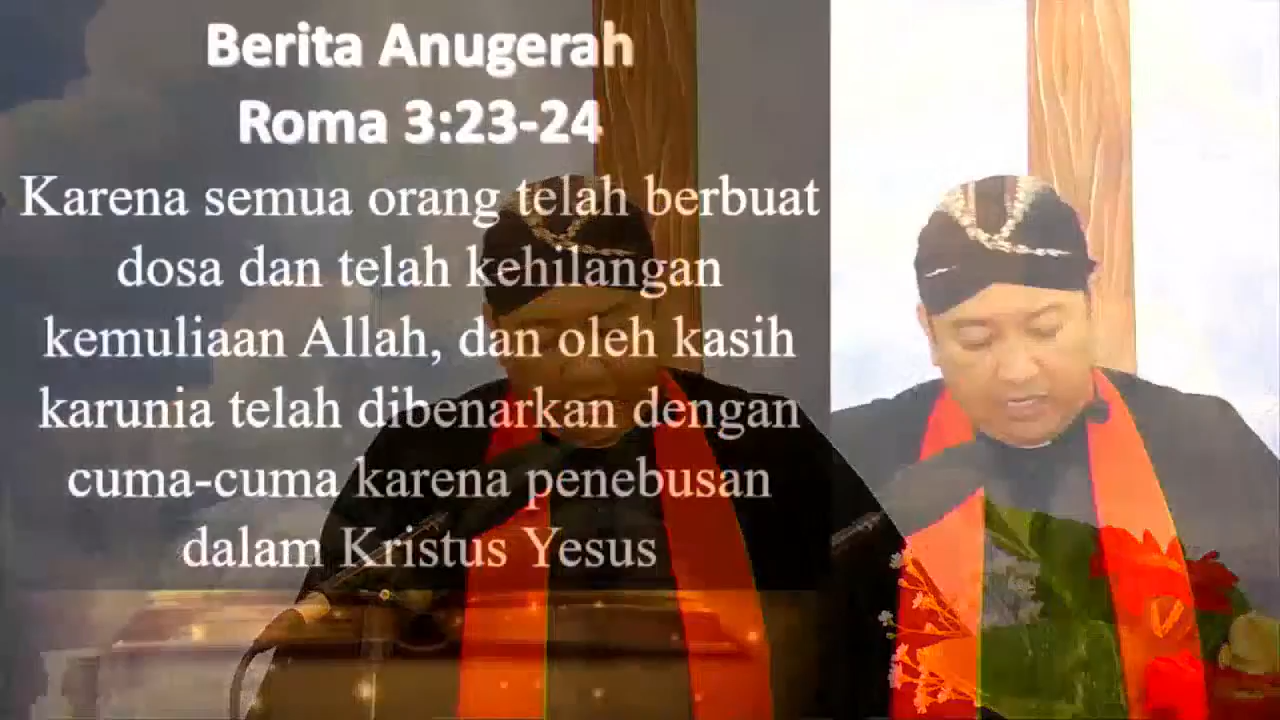 Berita Anugerah
Roma 3:23-24
Karena semua orang telah berbuat
dosa dan telah kehilangan
kemuliaan Allah, dan oleh kasih
karunia telah dibenarkan dengan
cuma-cuma karena penebusan
dalam Kristus Yesus